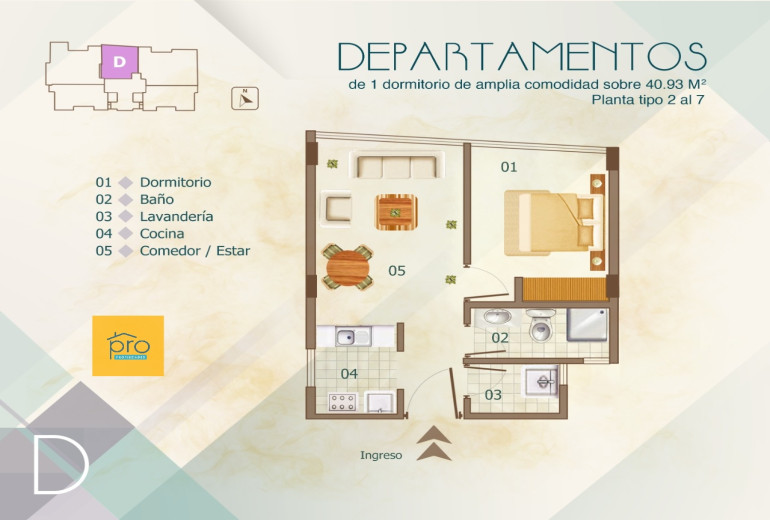 DEPARTAMENTOS
de 1 dormitorio de amplia comodidad sobre 40.93 M²
Planta tipo 2 al 7
D
N
01 Dormitorio
02 Baño
03 Lavandería
04 Cocina
05 Comedor / Estar
01
05
02
04
03
Ingreso
pro
D